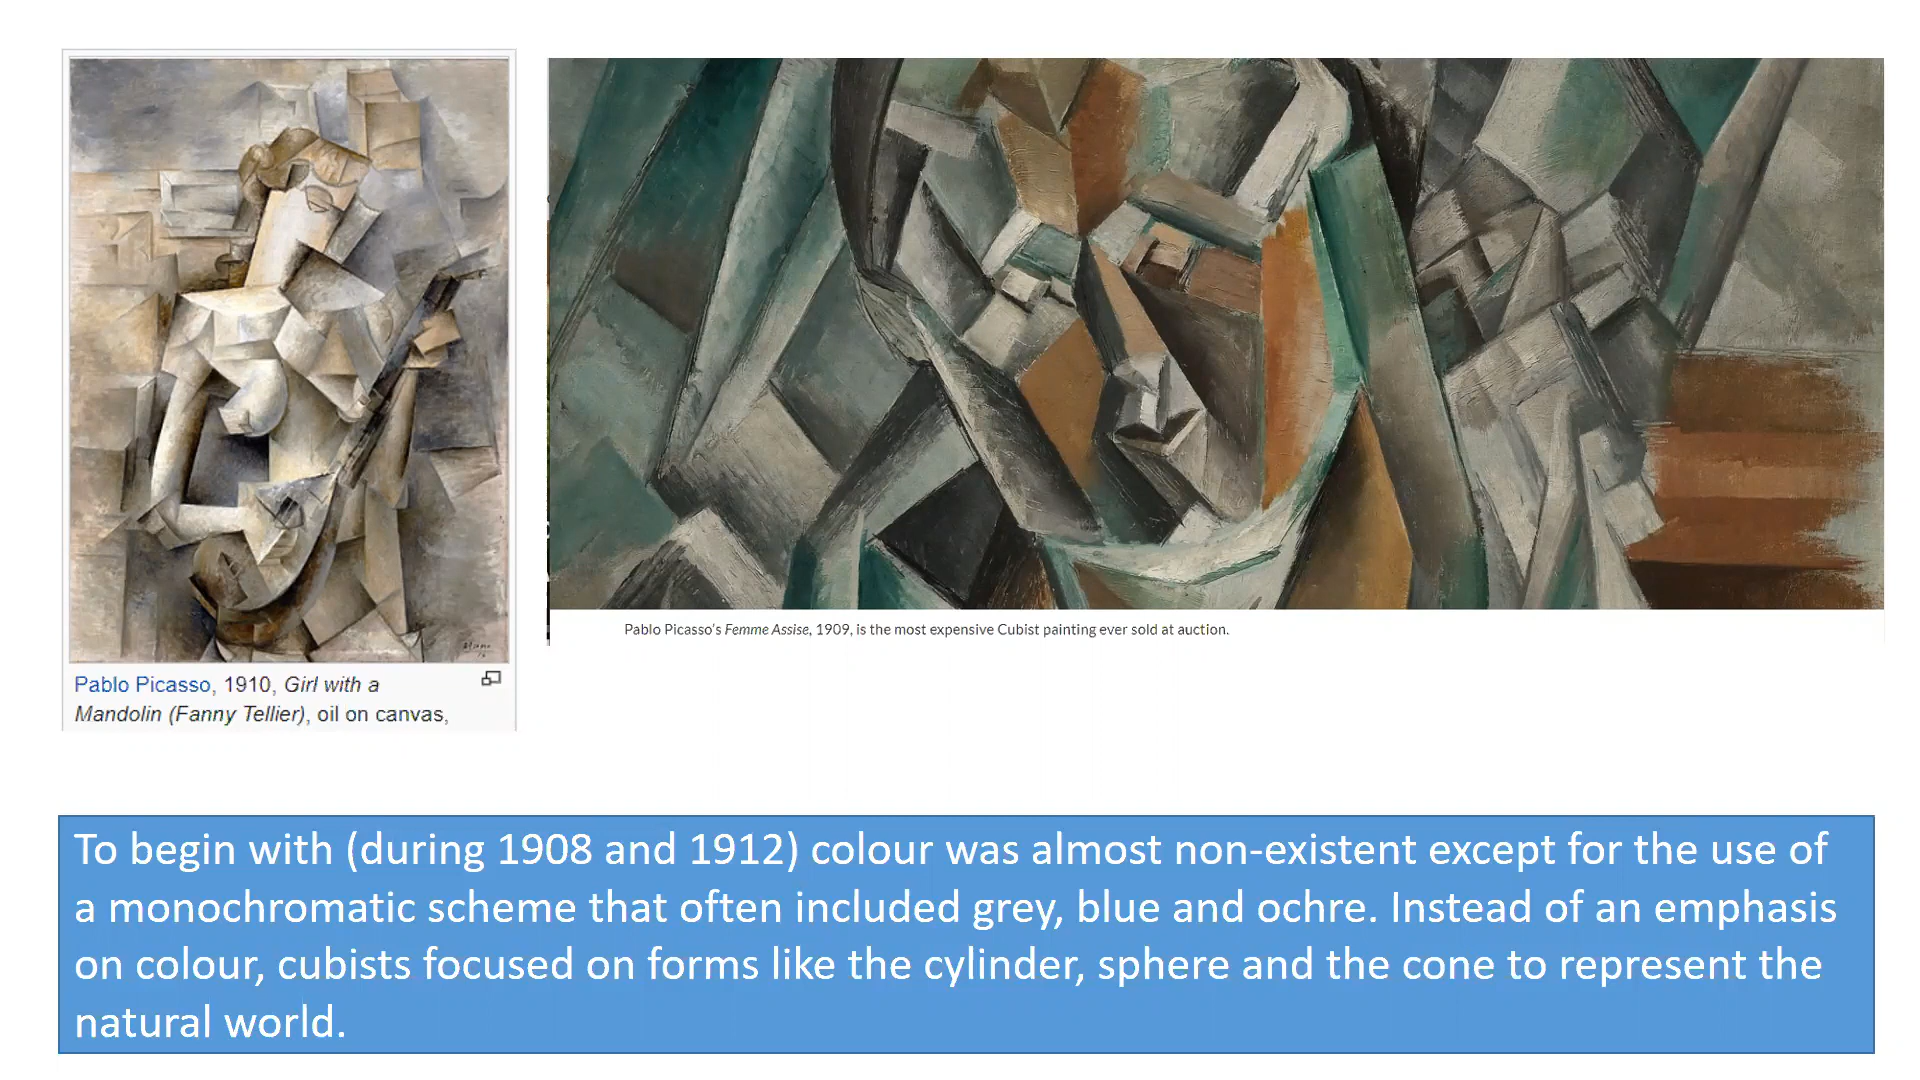 Pablo Picasso, 1910, Girl with a
Mandolin (Fanny Tellier), oil on canvas,
Pablo Picasso's Femme Assise, 1909, is the most expensive Cubist painting ever sold at auction.
To begin with (during 1908 and 1912) colour was almost non-existent except for the use of
a monochromatic scheme that often included grey, blue and ochre. Instead of an emphasis
on colour, cubists focused on forms like the cylinder, sphere and the cone to represent the
natural world.